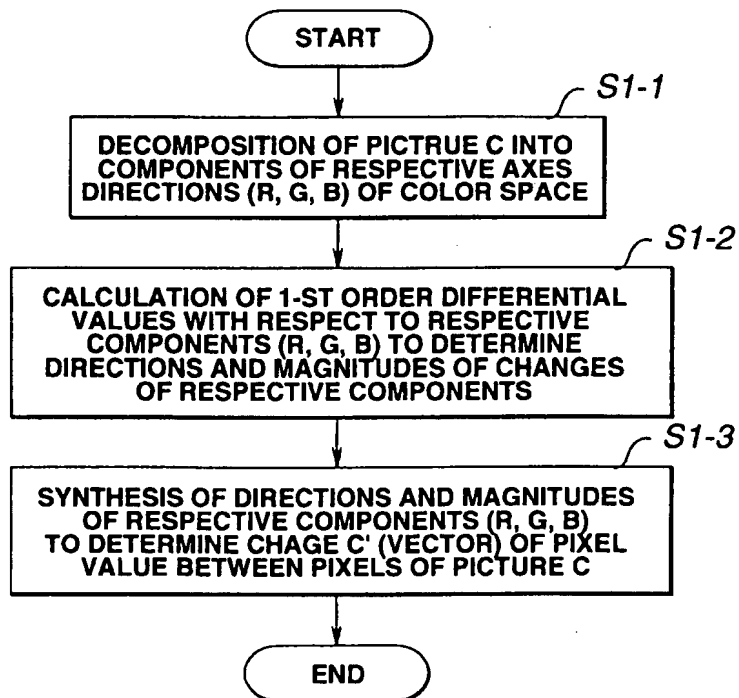 START
S1-1
DECOMPOSITION OF PICTRUE C INTO
COMPONENTS OF RESPECTIVE AXES
DIRECTIONS (R, G, B) OF COLOR SPACE
S1-2
CALCULATION OF 1-ST ORDER DIFFERENTIAL
VALUES WITH RESPECT TO RESPECTIVE
COMPONENTS (R, G, B) TO DETERMINE
DIRECTIONS AND MAGNITUDES OF CHANGES
OF RESPECTIVE COMPONENTS
S1-3
SYNTHESIS OF DIRECTIONS AND MAGNITUDES
OF RESPECTIVE COMPONENTS (R, G, B)
TO DETERMINE CHAGE C' (VECTOR) OF PIXEL
VALUE BETWEEN PIXELS OF PICTURE C
END